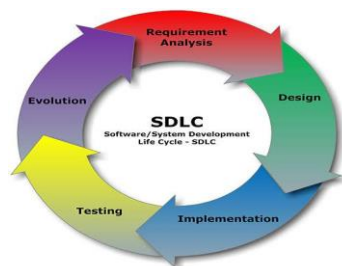 Requirement
Analysis
Design
Implementation
Testing
Evolution
SDLC
Software/System Development
Life Cycle - SDLC